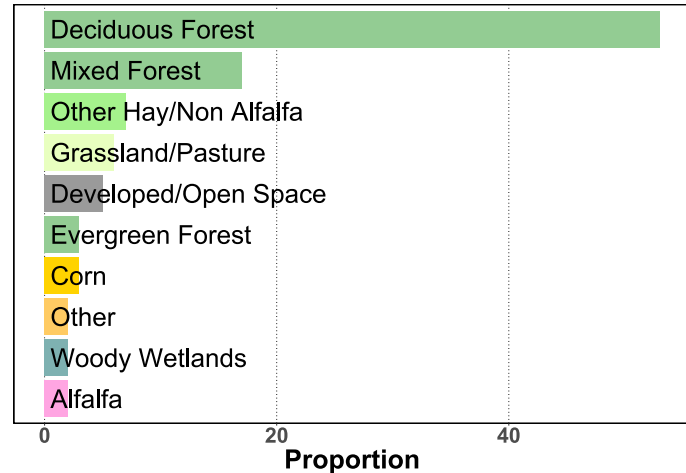 Deciduous Forest
Mixed Forest
Other Hay/Non Alfalfa
Grassland/Pasture
Developed/Open Space
Evergreen Forest
Corn
Other
Woody Wetlands
Alfalfa
0 20 40
Proportion